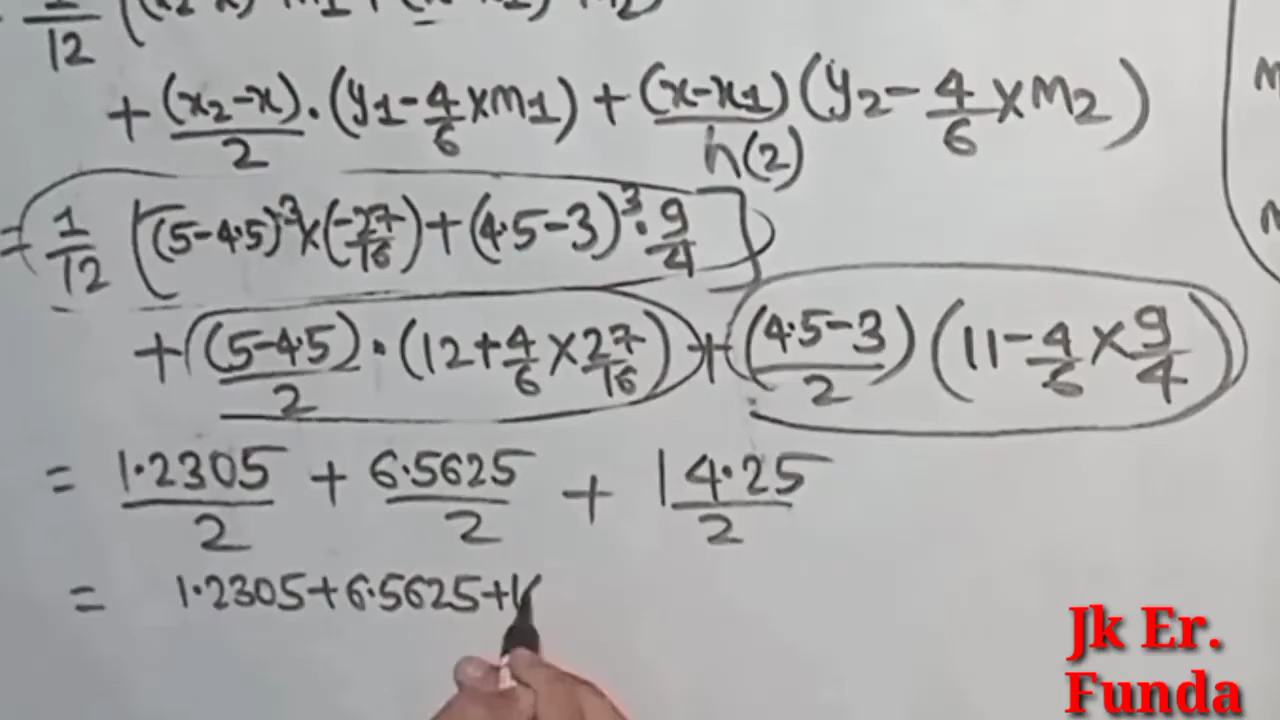 12
+ (x2-x)/2 . (y1 - 4/6 × m1) + (x-x1)/h(2) (y2 - 4/6 × m2)
= 1/12 [(5-4.5)^3 × (-27/16) + (4.5-3)^3 . 9/4]
+ (5-4.5)/2 . (12 + 4/6 × 27/16) + (4.5-3)/2 (11 - 4/6 × 9/4)
= 1.2305/2 + 6.5625/2 + 14.25/2
= 1.2305+6.5625+1
Jk Er.
Funda